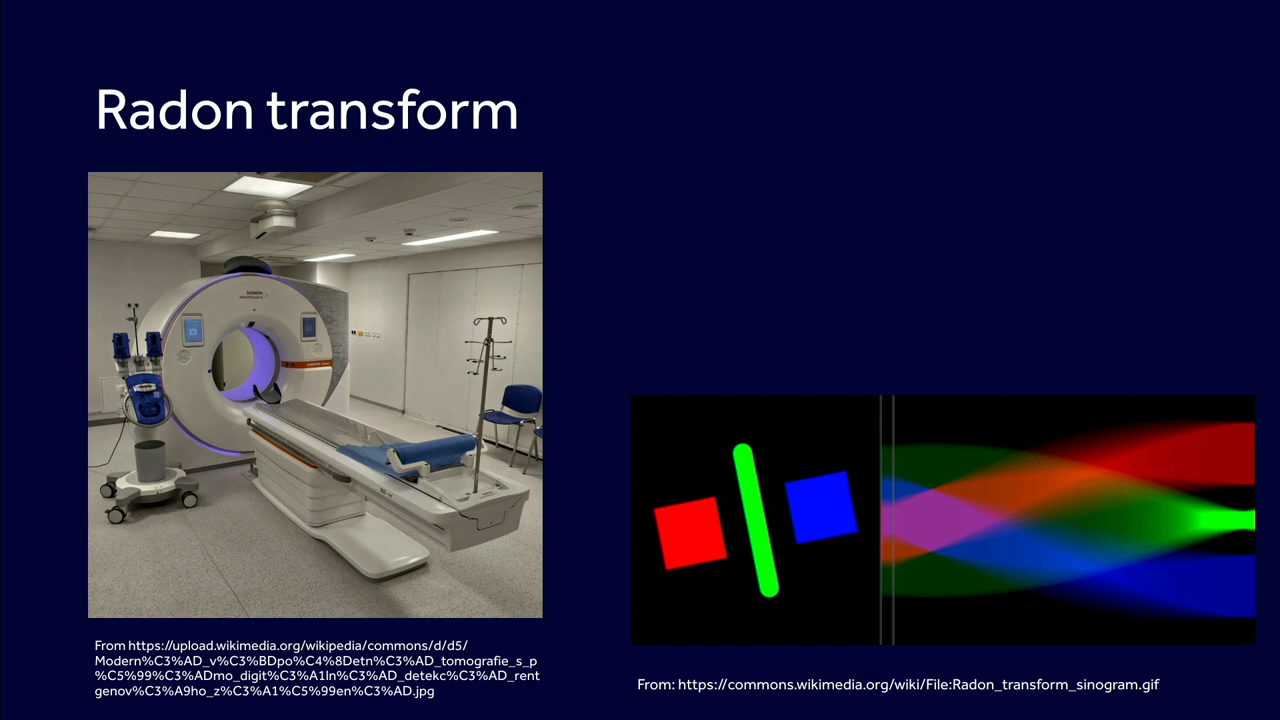 Radon transform
SIEMENS
Healthineers
From https://upload.wikimedia.org/wikipedia/commons/d/d5/
Modern%C3%AD_v%C3%BDpo%C4%8Detn%C3%AD_tomografie_s_p
%C5%99%C3%ADmo_digit%C3%A1ln%C3%AD_detekc%C3%AD_rent
genov%C3%A9ho_z%C3%A1%C5%99en%C3%AD.jpg
From: https://commons.wikimedia.org/wiki/File:Radon_transform_sinogram.gif